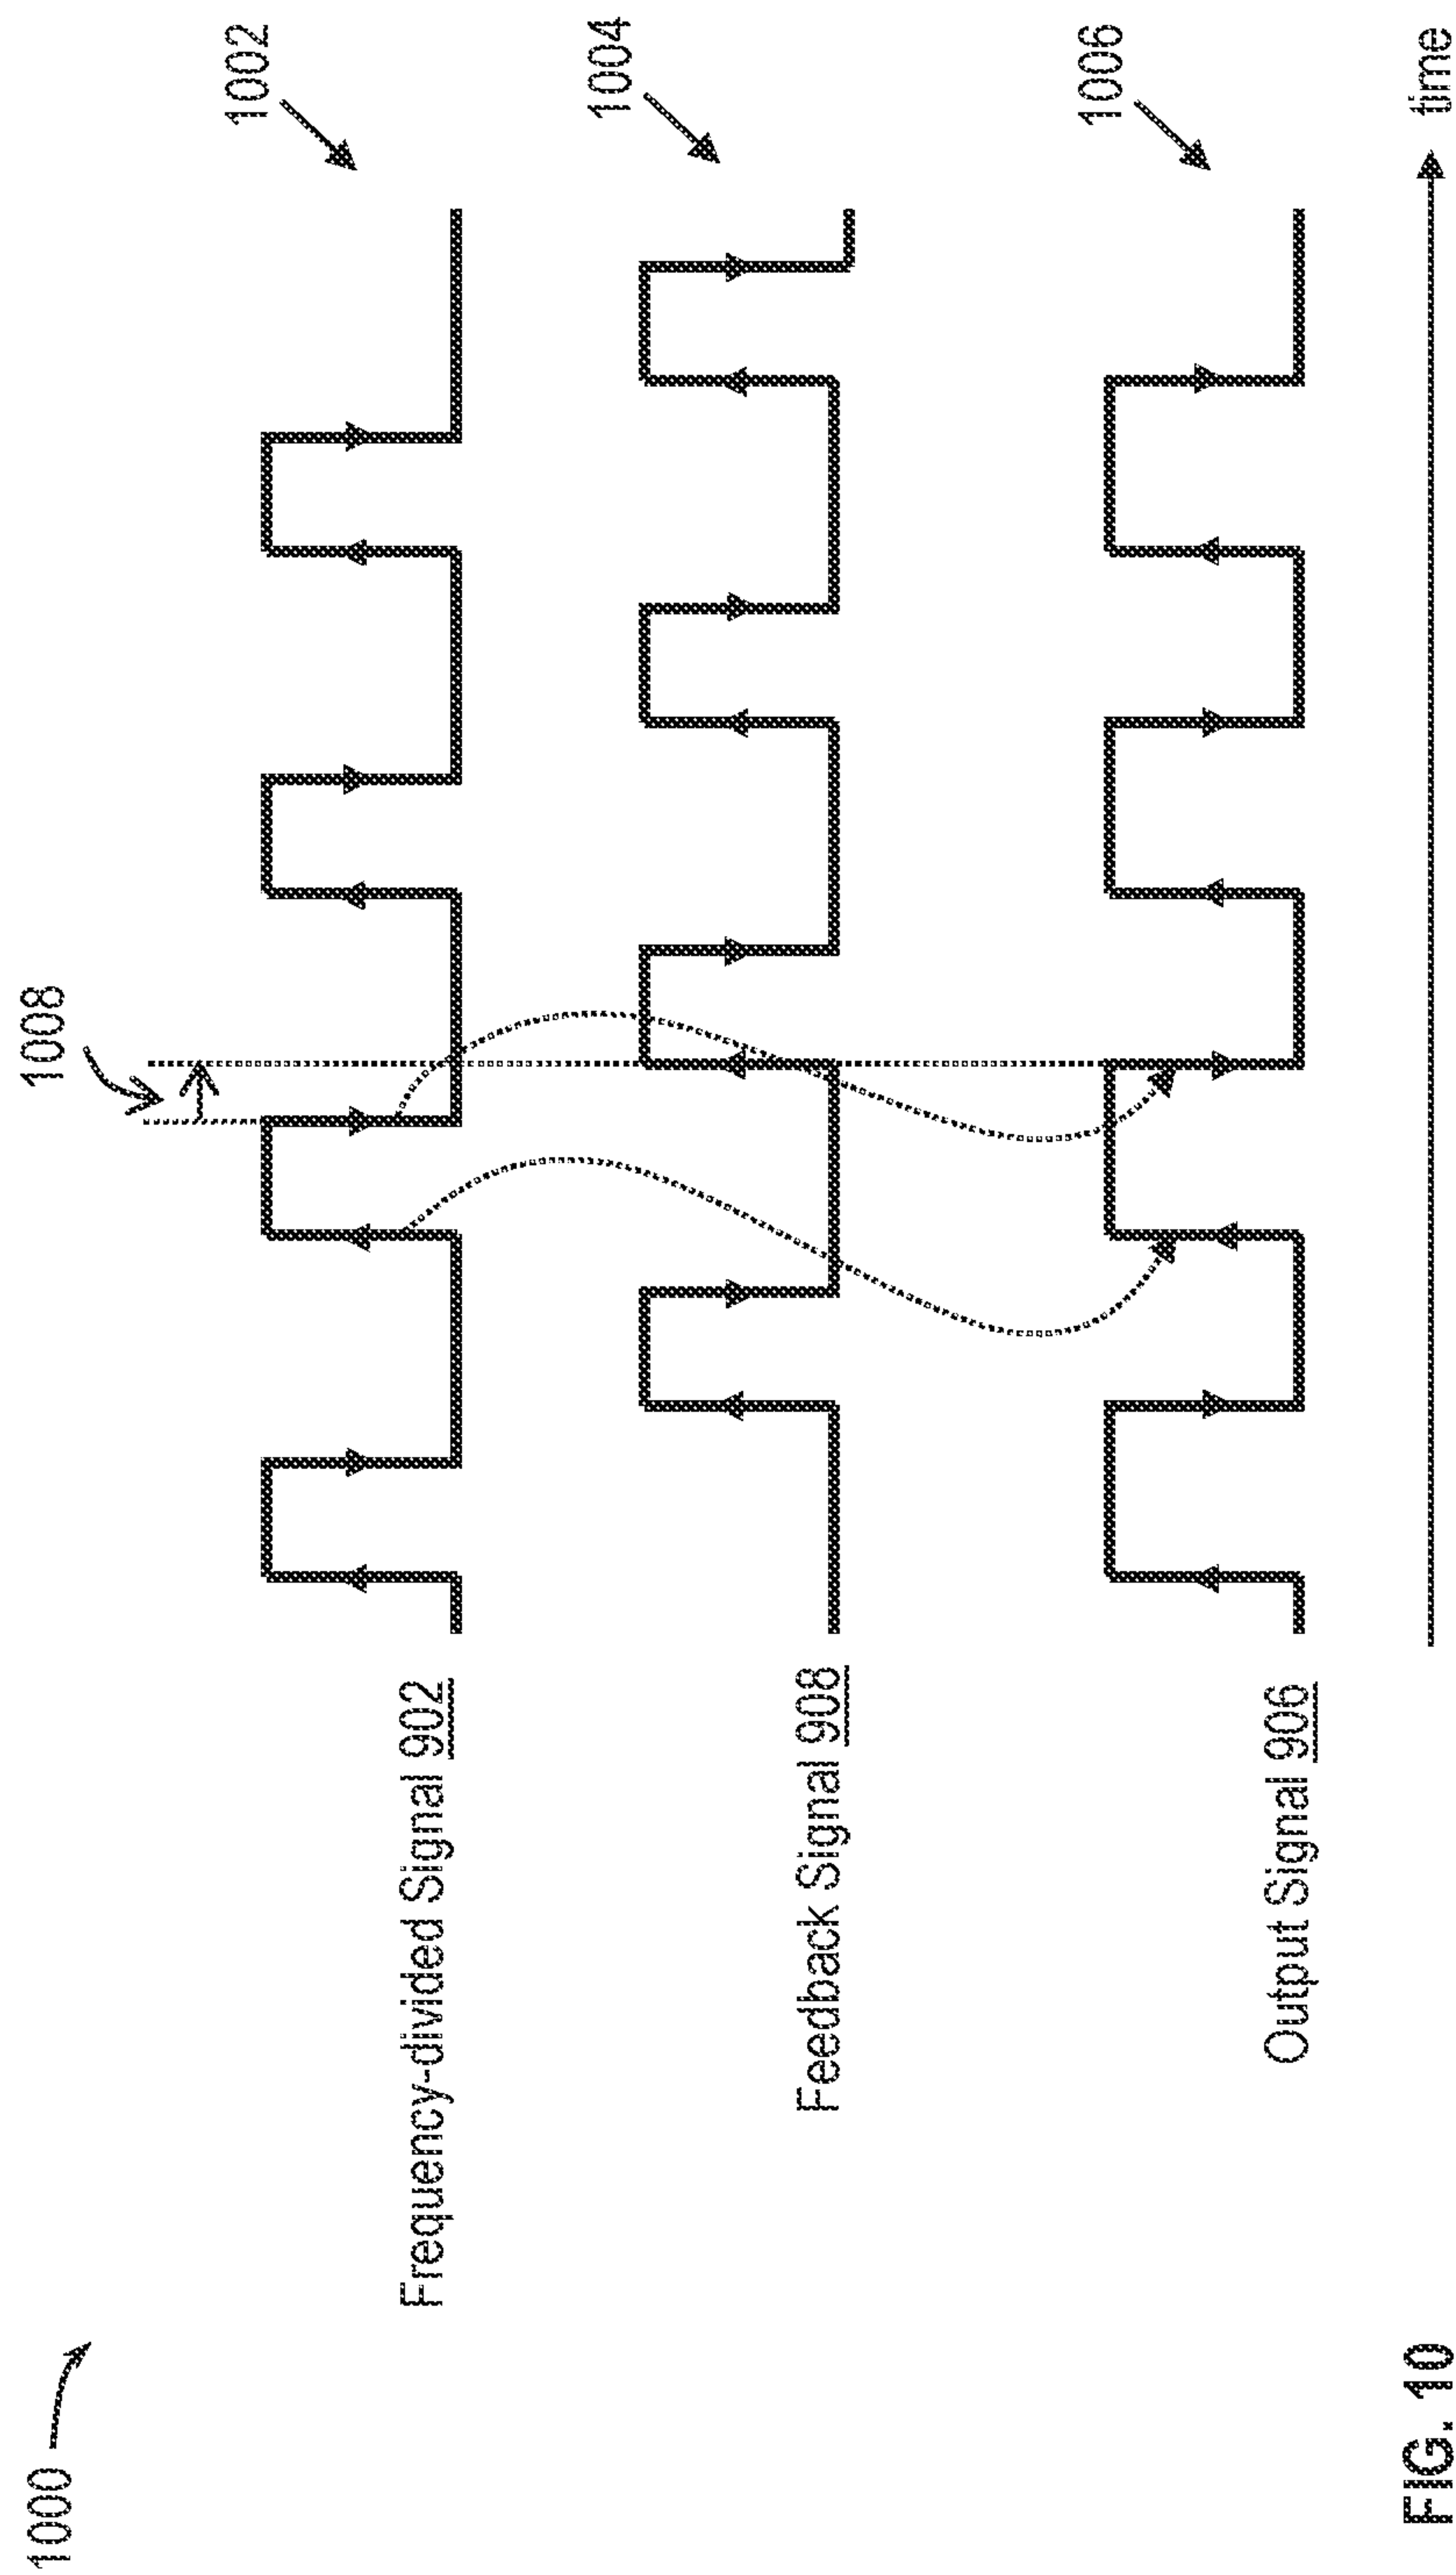 1000
1008
1002
Frequency-divided Signal 902
1004
Feedback Signal 908
1006
Output Signal 906
time
FIG. 10